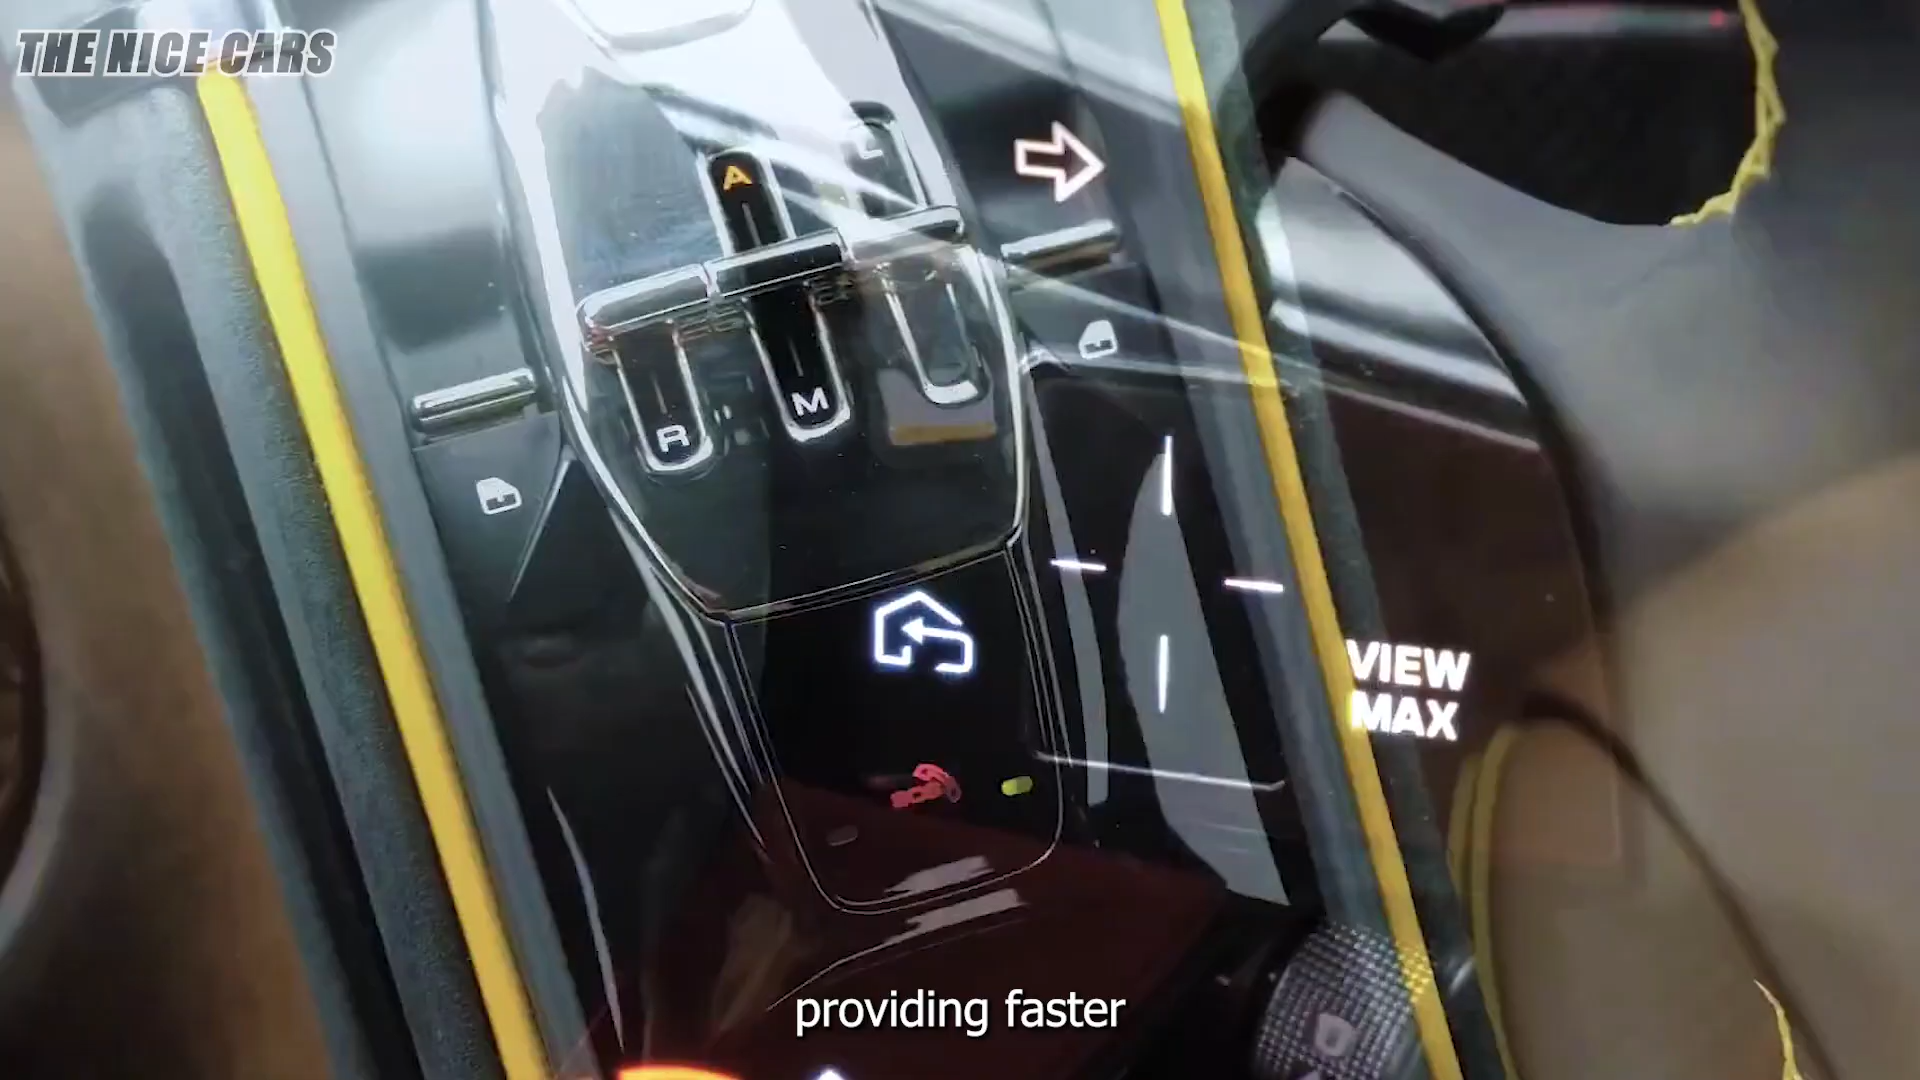 THE NICE CARS
A
L
M
R
VIEW
MAX
providing faster